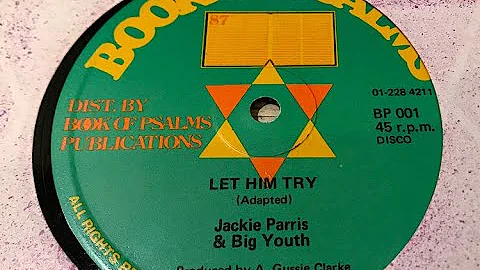 BOOK OF PSALMS
87
01-228 4211
DIST. BY
BOOK OF PSALMS
PUBLICATIONS
BP 001
45 r.p.m.
DISCO
LET HIM TRY
(Adapted)
Jackie Parris
& Big Youth
Produced by A. Gussie Clarke
ALL RIGHTS